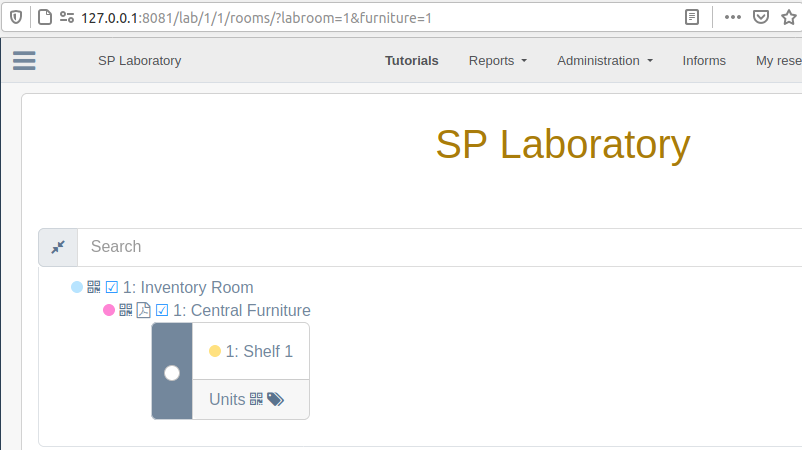 127.0.0.1:8081/lab/1/1/rooms/?labroom=1&furniture=1
SP Laboratory Tutorials Reports Administration Informs My rese
SP Laboratory
Search
1: Inventory Room
1: Central Furniture
1: Shelf 1
Units